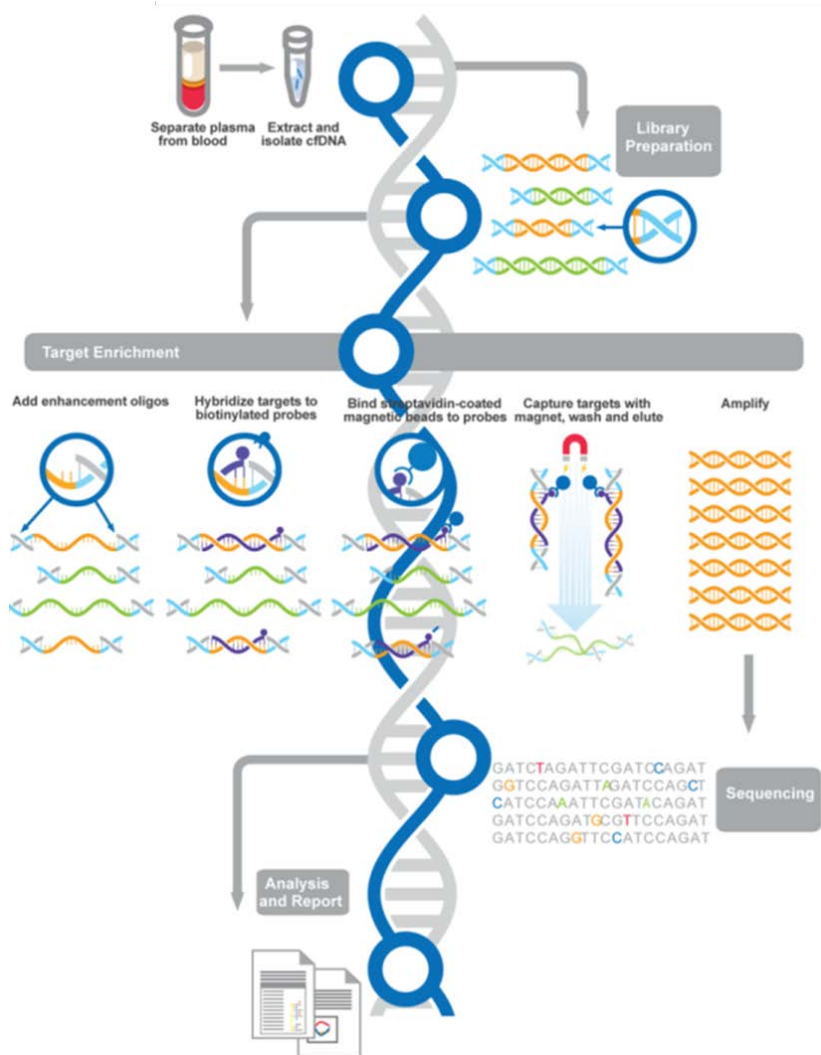 Separate plasma
from blood
Extract and
isolate cfDNA
Library
Preparation
Target Enrichment
Add enhancement oligos
Hybridize targets to
biotinylated probes
Bind streptavidin-coated
magnetic beads to probes
Capture targets with
magnet, wash and elute
Amplify
GATCTAGATTCGATCCAGAT
GGTCCAGATTAGATCCAGCT
CATCCAAATTCGATACAGAT
GATCCAGATGCGTTCCAGAT
GATCCAGGTTCCATCCAGAT
Sequencing
Analysis
and Report